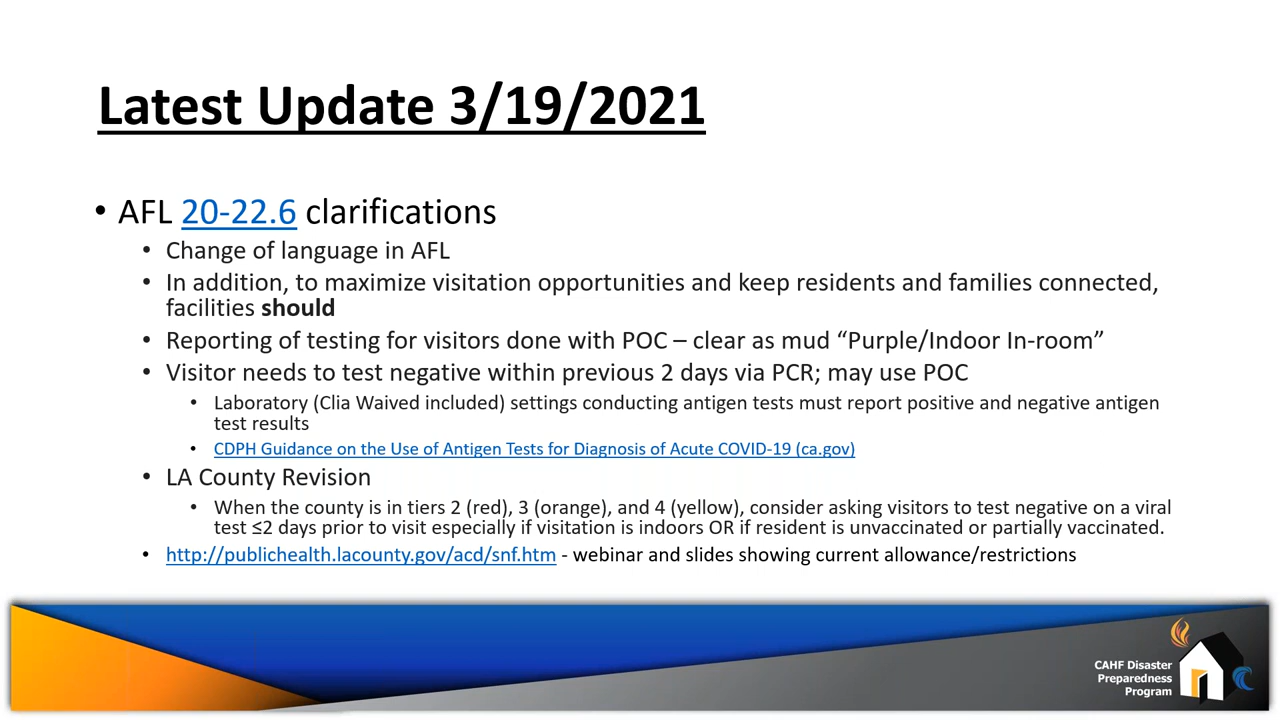 Latest Update 3/19/2021
• AFL 20-22.6 clarifications
• Change of language in AFL
• In addition, to maximize visitation opportunities and keep residents and families connected,
facilities should
• Reporting of testing for visitors done with POC – clear as mud “Purple/Indoor In-room”
• Visitor needs to test negative within previous 2 days via PCR; may use POC
• Laboratory (Clia Waived included) settings conducting antigen tests must report positive and negative antigen
test results
• CDPH Guidance on the Use of Antigen Tests for Diagnosis of Acute COVID-19 (ca.gov)
• LA County Revision
• When the county is in tiers 2 (red), 3 (orange), and 4 (yellow), consider asking visitors to test negative on a viral
test ≤2 days prior to visit especially if visitation is indoors OR if resident is unvaccinated or partially vaccinated.
• http://publichealth.lacounty.gov/acd/snf.htm - webinar and slides showing current allowance/restrictions
CAHF Disaster
Preparedness
Program